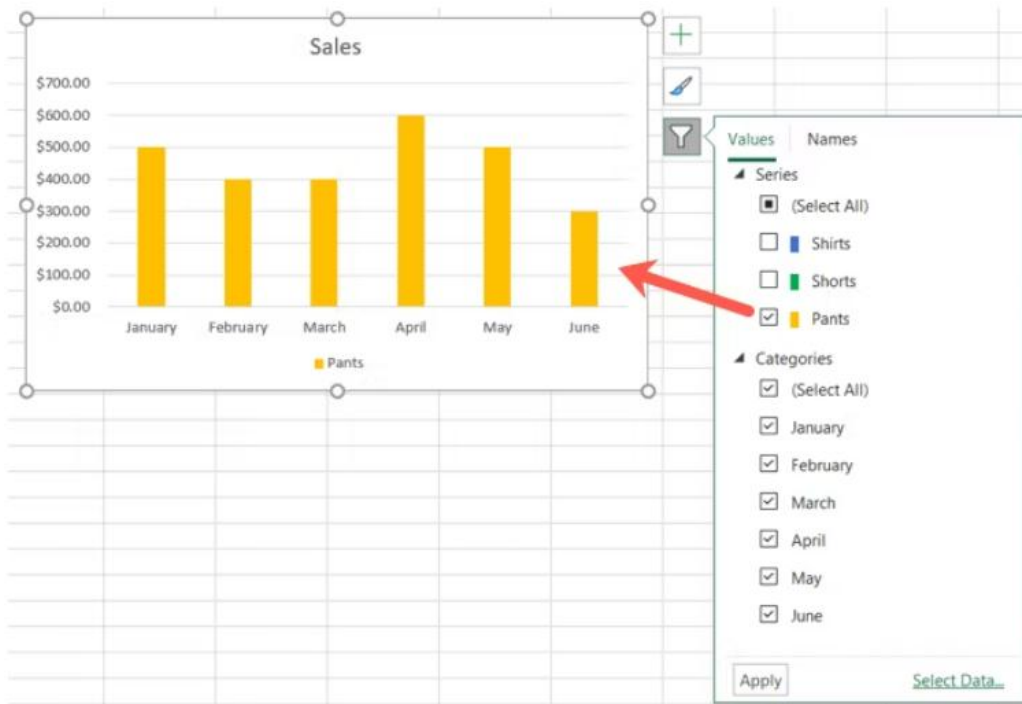 Sales
$700.00
$600.00
$500.00
$400.00
$300.00
$200.00
$100.00
$0.00
January February March April May June
Pants
Values Names
Series
(Select All)
Shirts
Shorts
Pants
Categories
(Select All)
January
February
March
April
May
June
Apply Select Data...